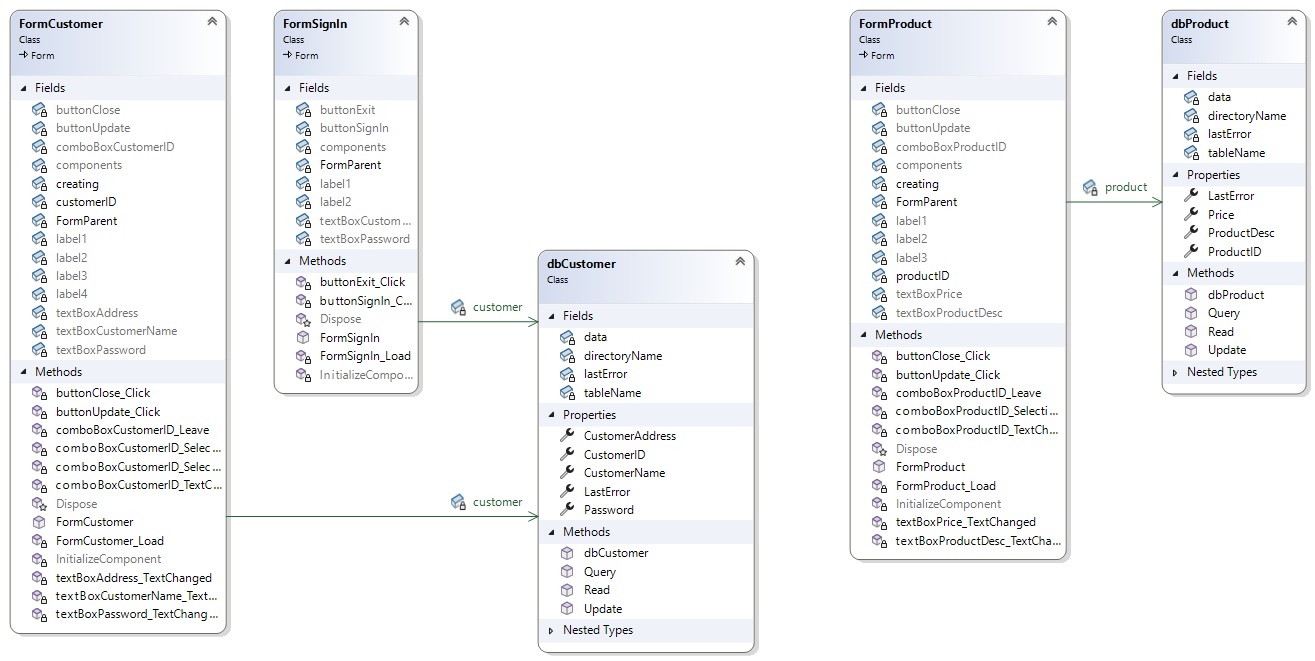 FormCustomer
Class
Form
Fields
buttonClose
buttonUpdate
comboBoxCustomerID
components
creating
customerID
FormParent
label1
label2
label3
label4
textBoxAddress
textBoxCustomerName
textBoxPassword
Methods
buttonClose_Click
buttonUpdate_Click
comboBoxCustomerID_Leave
comboBoxCustomerID_Selec...
comboBoxCustomerID_Selec...
comboBoxCustomerID_TextC...
Dispose
FormCustomer
FormCustomer_Load
InitializeComponent
textBoxAddress_TextChanged
textBoxCustomerName_Text...
textBoxPassword_TextChang...
FormSignIn
Class
Form
Fields
buttonExit
buttonSignIn
components
FormParent
label1
label2
textBoxCustom...
textBoxPassword
Methods
buttonExit_Click
buttonSignIn_C...
Dispose
FormSignIn
FormSignIn_Load
InitializeCompo...
customer
customer
dbCustomer
Class
Fields
data
directoryName
lastError
tableName
Properties
CustomerAddress
CustomerID
CustomerName
LastError
Password
Methods
dbCustomer
Query
Read
Update
Nested Types
FormProduct
Class
Form
Fields
buttonClose
buttonUpdate
comboBoxProductID
components
creating
FormParent
label1
label2
label3
productID
textBoxPrice
textBoxProductDesc
Methods
buttonClose_Click
buttonUpdate_Click
comboBoxProductID_Leave
comboBoxProductID_Selecti...
comboBoxProductID_TextCh...
Dispose
FormProduct
FormProduct_Load
InitializeComponent
textBoxPrice_TextChanged
textBoxProductDesc_TextCha...
product
dbProduct
Class
Fields
data
directoryName
lastError
tableName
Properties
LastError
Price
ProductDesc
ProductID
Methods
dbProduct
Query
Read
Update
Nested Types